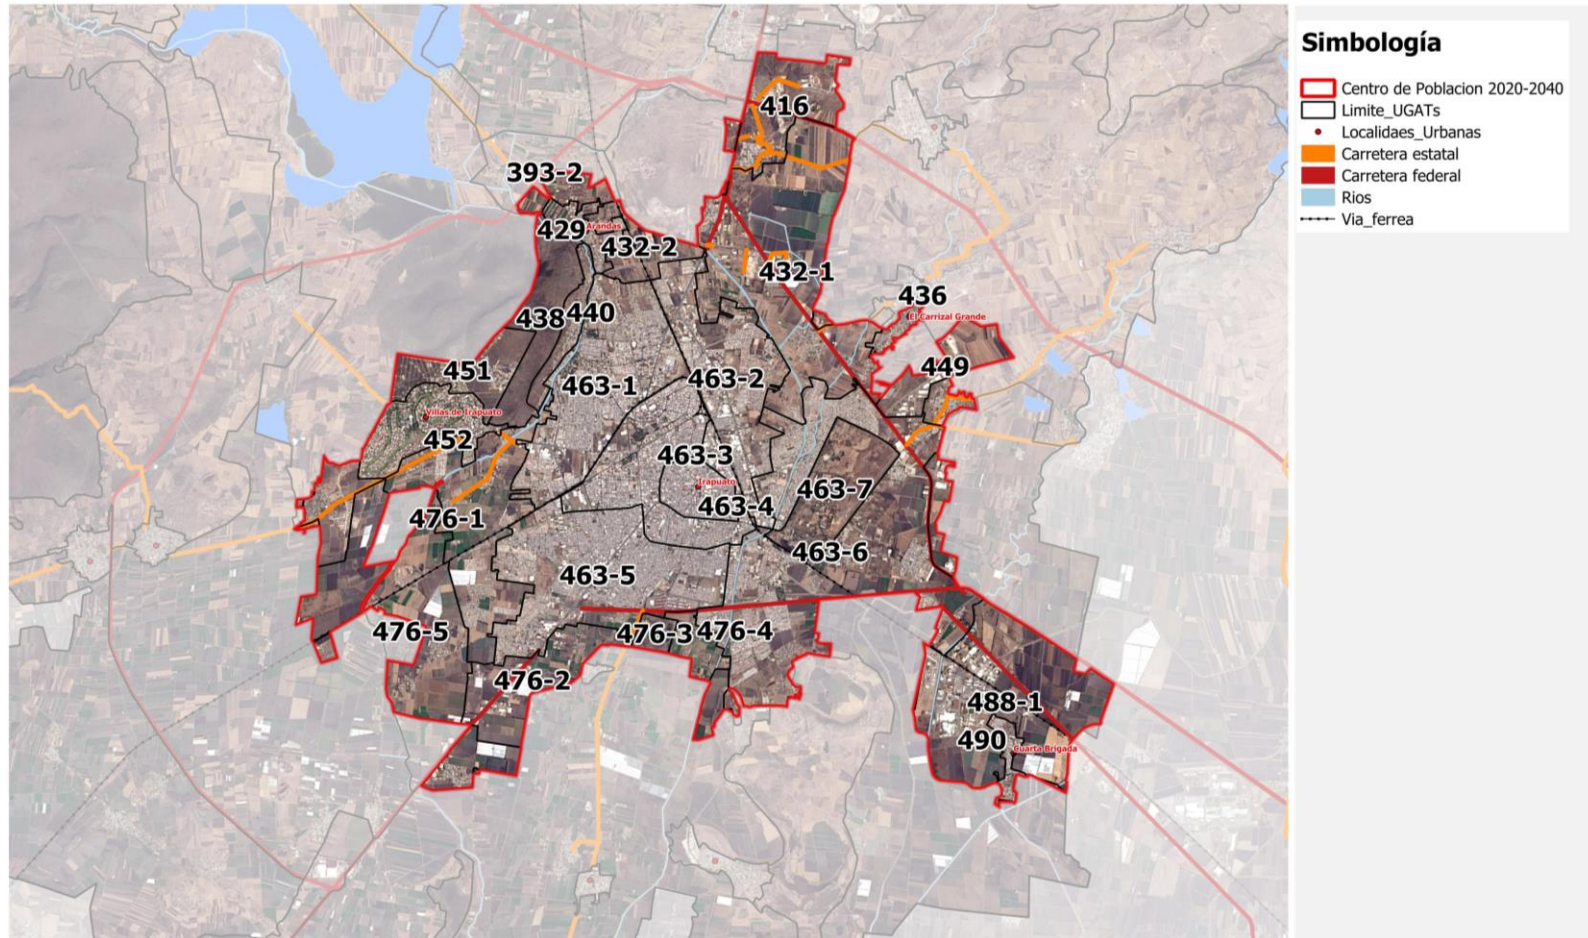 Simbología
Centro de Poblacion 2020-2040
Limite_UGATs
Localidaes_Urbanas
Carretera estatal
Carretera federal
Rios
Via_ferrea
416
393-2
429
Arandas
432-2
432-1
436
El Carrizal Grande
438
440
449
451
463-1
463-2
Villas de Irapuato
452
463-3
Irapuato
463-7
463-4
476-1
463-6
463-5
476-5
476-3
476-4
476-2
488-1
490
Cuarta Brigada